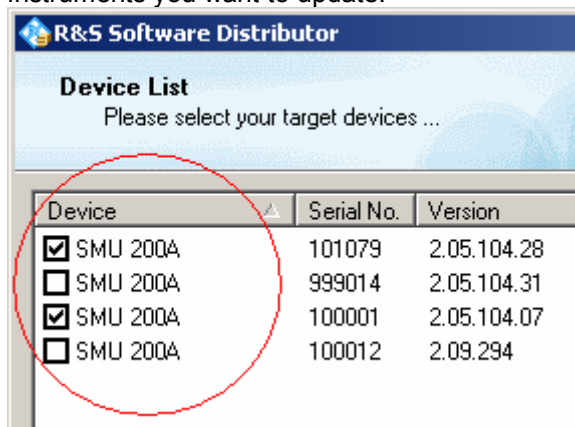 instruments you want to update.
R&S Software Distributor
Device List
Please select your target devices ...
Device Serial No. Version
SMU 200A 101079 2.05.104.28
SMU 200A 999014 2.05.104.31
SMU 200A 100001 2.05.104.07
SMU 200A 100012 2.09.294